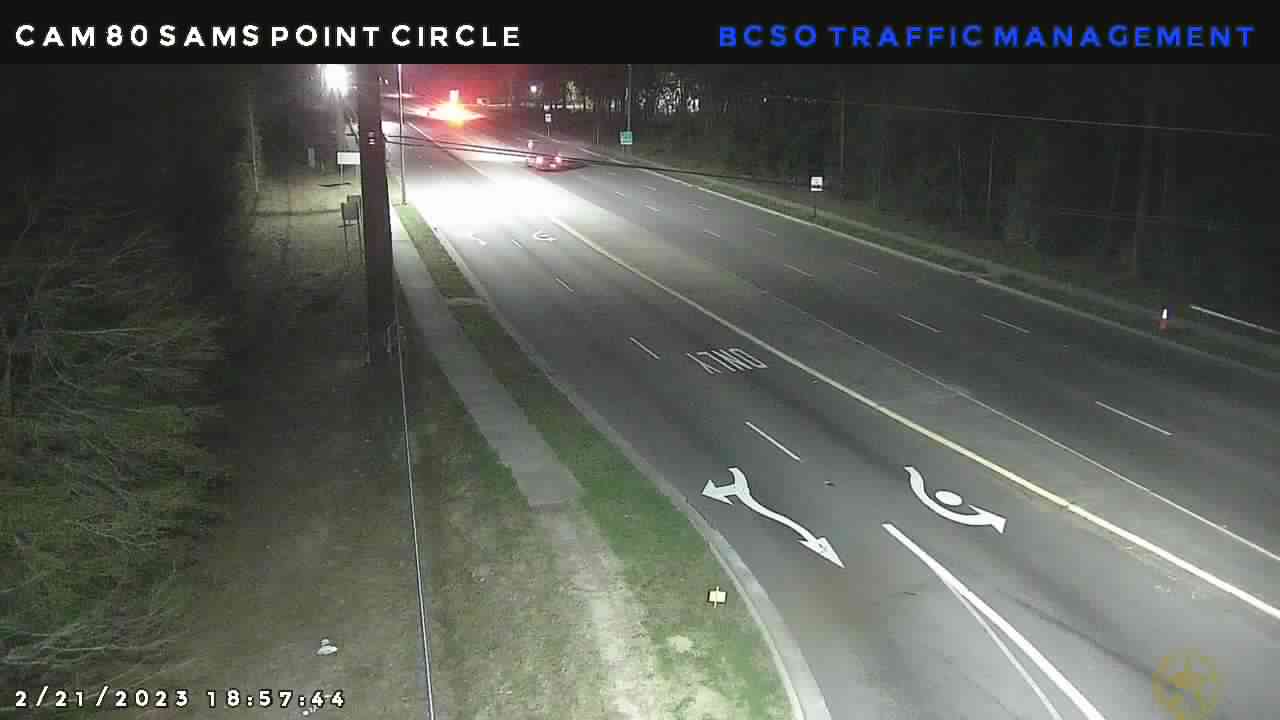 CAM 80 SAMS POINT CIRCLE
BCSO TRAFFIC MANAGEMENT
ONLY
2/21/2023 18:57:44